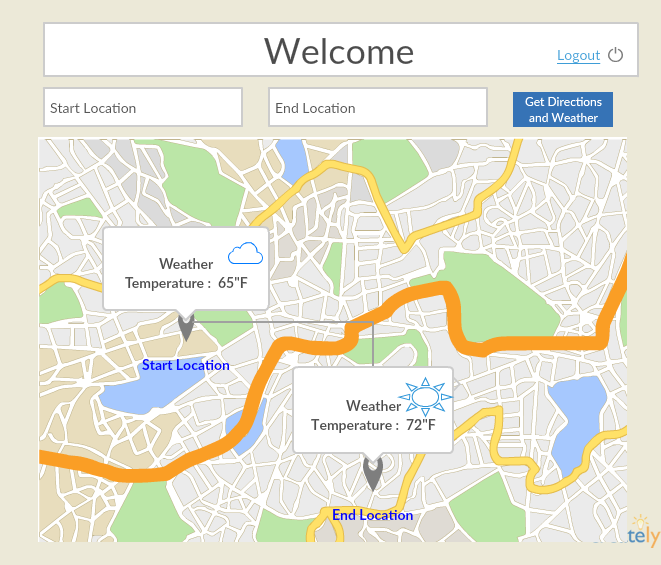 Welcome
Logout
Start Location
End Location
Get Directions
and Weather
Weather
Temperature : 65"F
Start Location
Weather
Temperature : 72"F
End Location
tely